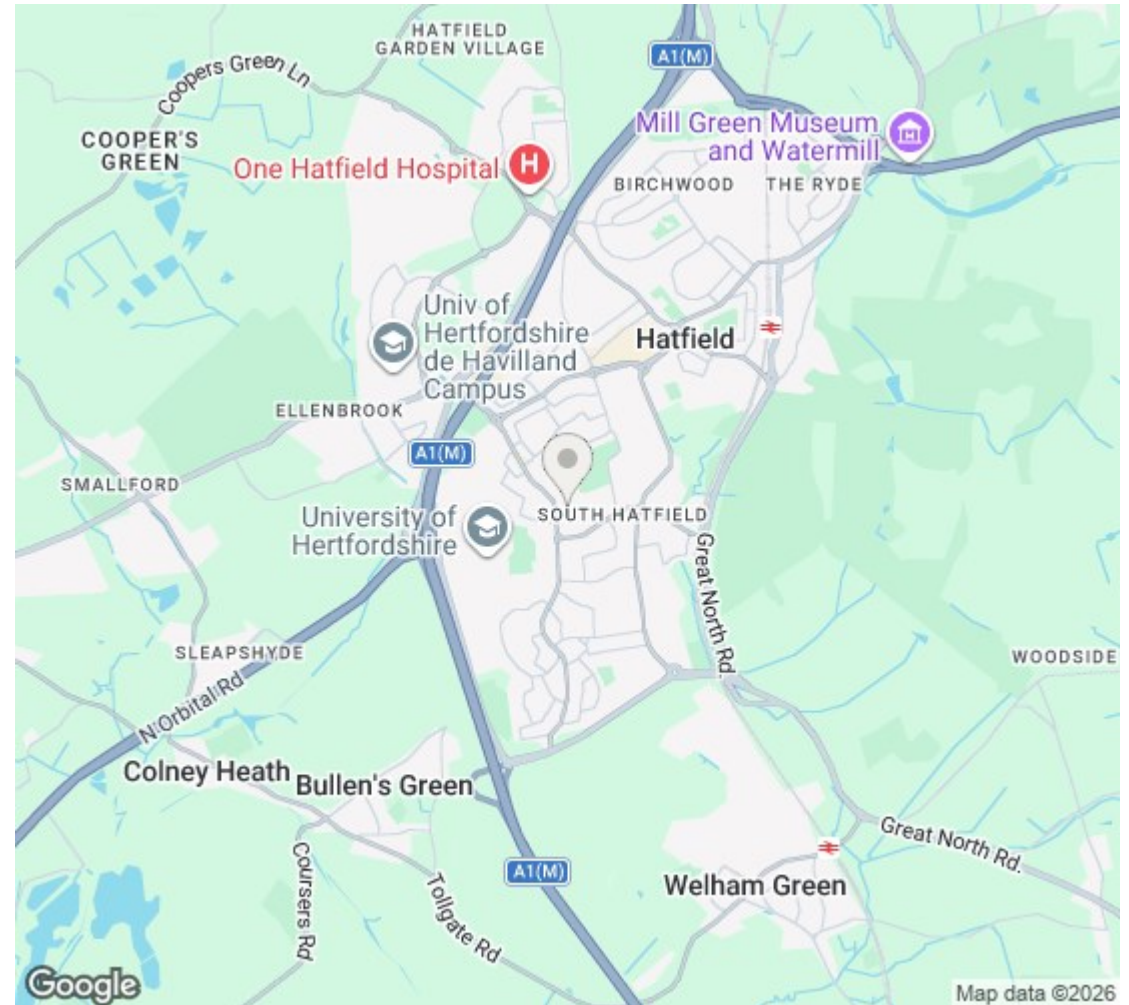 HATFIELD
GARDEN VILLAGE
A1(M)
Coopers Green Ln
COOPER'S
GREEN
Mill Green Museum
and Watermill
One Hatfield Hospital
H
BIRCHWOOD
THE RYDE
Univ of
Hertfordshire
de Havilland
Campus
Hatfield
ELLENBROOK
A1(M)
SMALLFORD
University of
Hertfordshire
SOUTH HATFIELD
Great North Rd.
SLEAPSHYDE
WOODSIDE
N Orbital Rd
Colney Heath
Bullen's Green
Great North Rd.
Coursers Rd
Tollgate Rd
A1(M)
Welham Green
Google
Map data ©2026